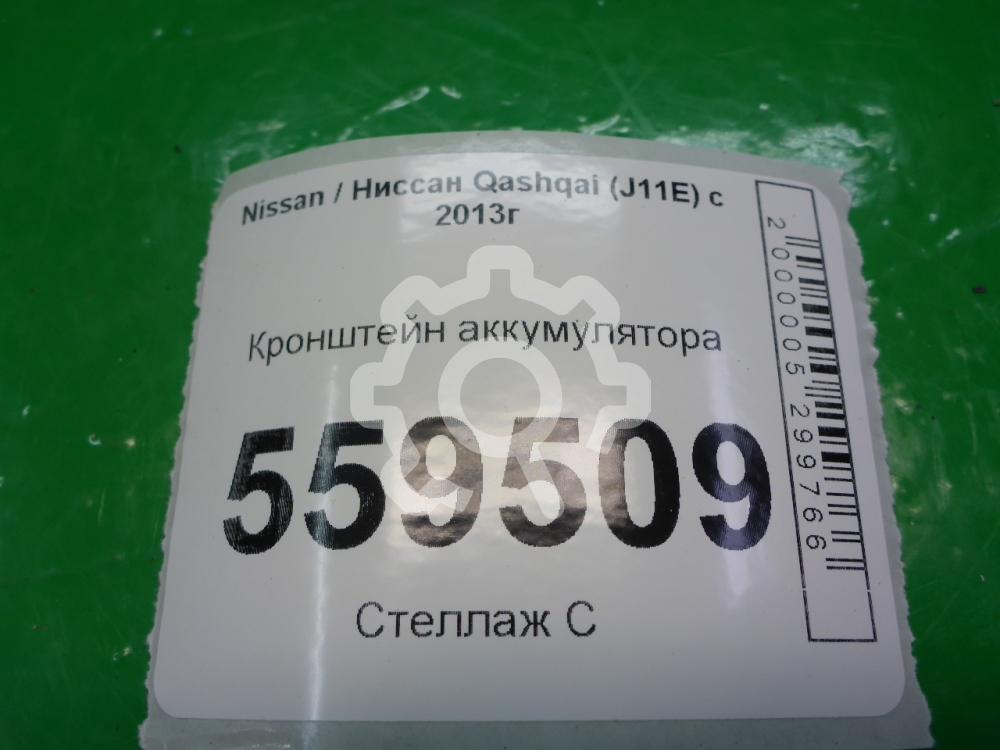 Nissan / Ниссан Qashqai (J11E) с
2013г
Кронштейн аккумулятора
559509
Стеллаж С
2000005299766